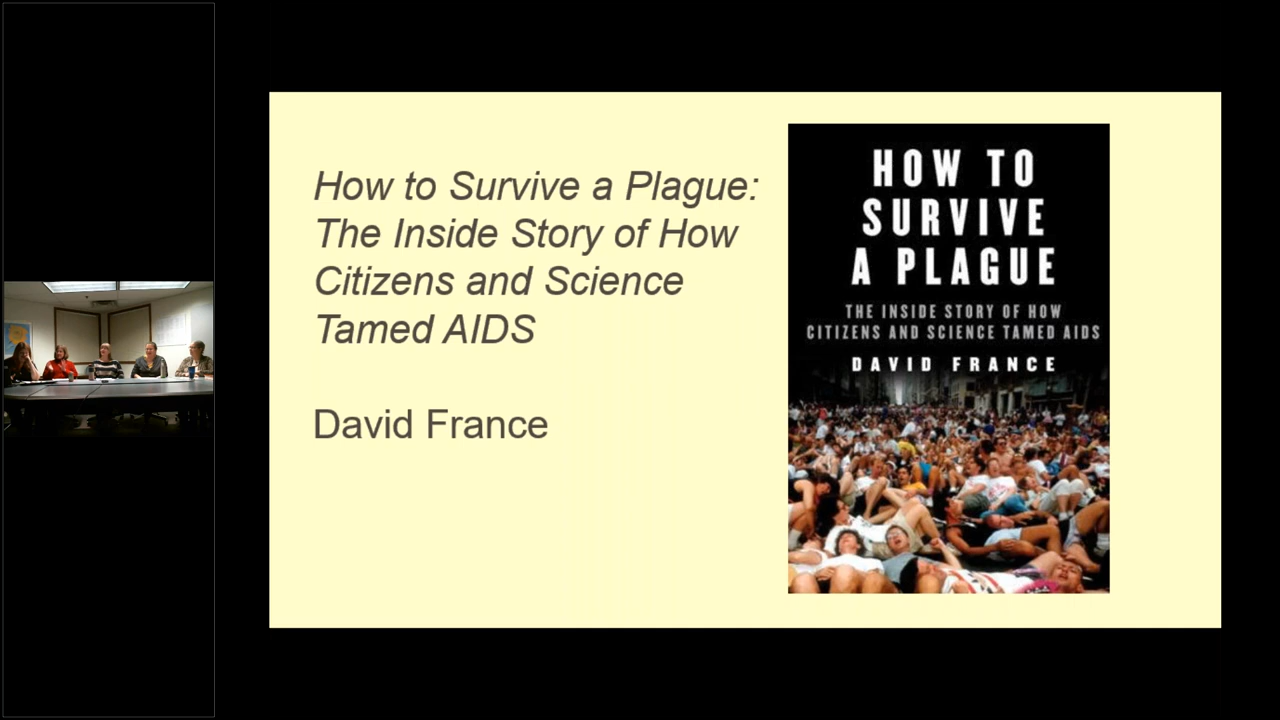 How to Survive a Plague:
The Inside Story of How
Citizens and Science
Tamed AIDS
David France
HOW TO
SURVIVE
A PLAGUE
THE INSIDE STORY OF HOW
CITIZENS AND SCIENCE TAMED AIDS
DAVID FRANCE